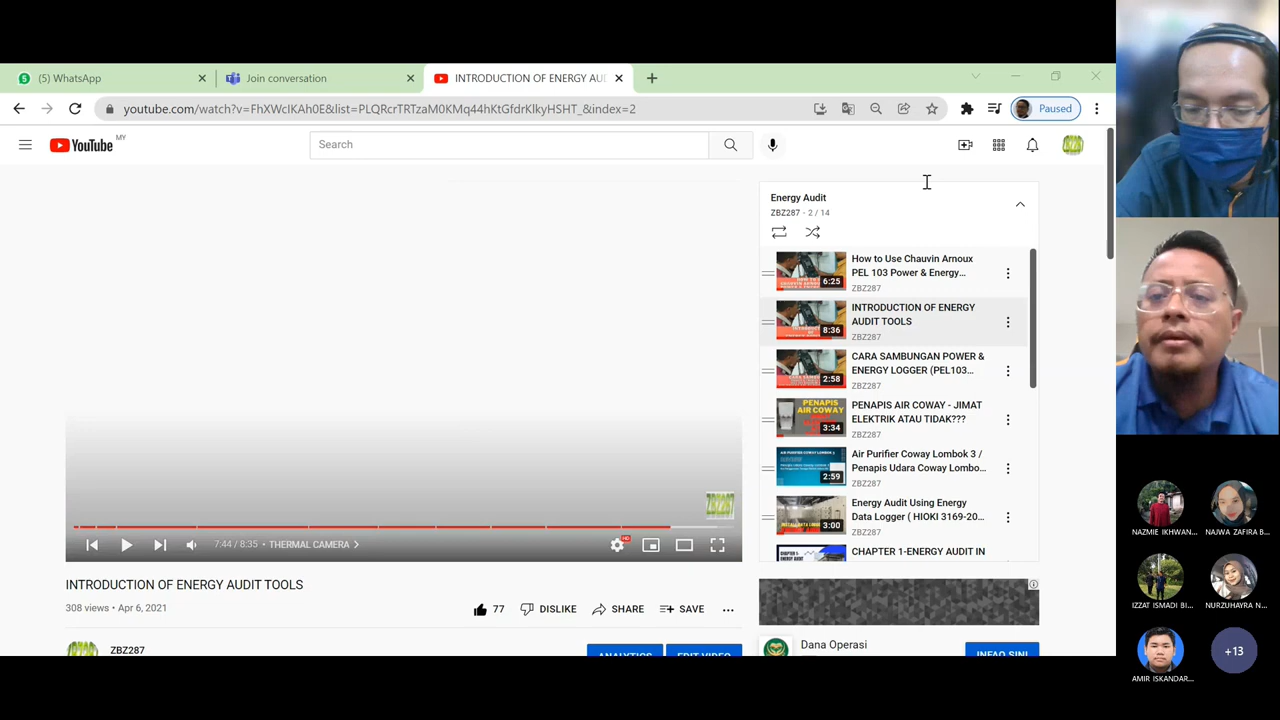 (5) WhatsApp
Join conversation
INTRODUCTION OF ENERGY AU
youtube.com/watch?v=FhXWclKAh0E&list=PLQRcrTRTzaM0KMq44hKtGfdrKlkyHSHT_&index=2
Paused
YouTube MY
Search
Energy Audit
ZBZ287 - 2 / 14
How to Use Chauvin Arnoux
PEL 103 Power & Energy...
ZBZ287
6:25
INTRODUCTION OF ENERGY
AUDIT TOOLS
ZBZ287
8:36
CARA SAMBUNGAN POWER &
ENERGY LOGGER (PEL103...
ZBZ287
2:58
PENAPIS AIR COWAY
PENAPIS AIR COWAY - JIMAT
ELEKTRIK ATAU TIDAK???
ZBZ287
3:34
Air Purifier Coway Lombok 3 /
Penapis Udara Coway Lombo...
ZBZ287
2:59
Energy Audit Using Energy
Data Logger ( HIOKI 3169-20...
ZBZ287
3:00
CHAPTER 1-ENERGY AUDIT IN
7:44 / 8:35 • THERMAL CAMERA
HD
INTRODUCTION OF ENERGY AUDIT TOOLS
308 views • Apr 6, 2021
77
DISLIKE
SHARE
SAVE
ZBZ287
ANALYTICS
EDIT VIDEO
Dana Operasi
INFAQ SINI
NAZMIE IKHWAN...
NAJWA ZAFIRA B...
IZZAT ISMADI BI...
NURZUHAYRA N...
AMIR ISKANDAR...
+13